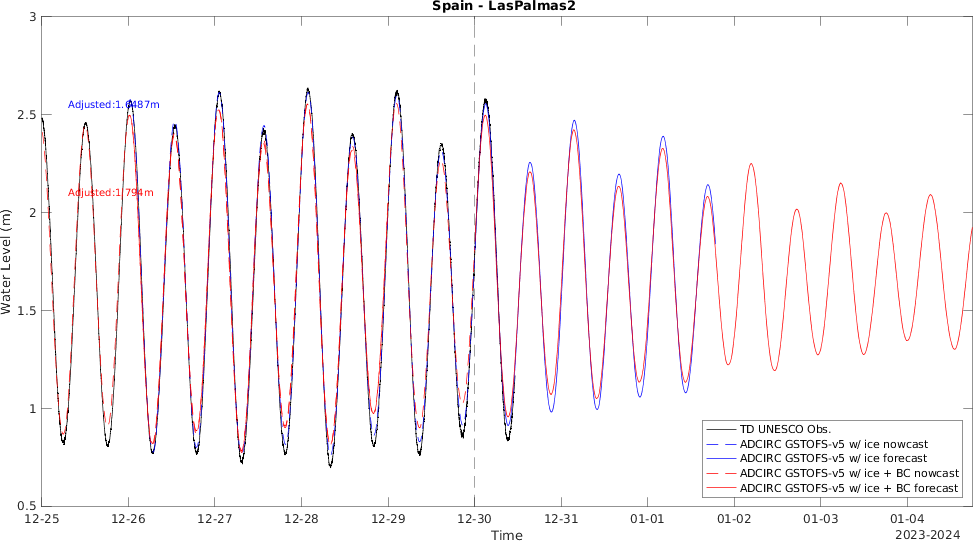 Spain - LasPalmas2
3
2.5
2
1.5
1
0.5
Water Level (m)
Adjusted:1.6487m
Adjusted:1.794m
TD UNESCO Obs.
ADCIRC GSTOFS-v5 w/ ice nowcast
ADCIRC GSTOFS-v5 w/ ice forecast
ADCIRC GSTOFS-v5 w/ ice + BC nowcast
ADCIRC GSTOFS-v5 w/ ice + BC forecast
12-25 12-26 12-27 12-28 12-29 12-30 12-31 01-01 01-02 01-03 01-04
Time
2023-2024